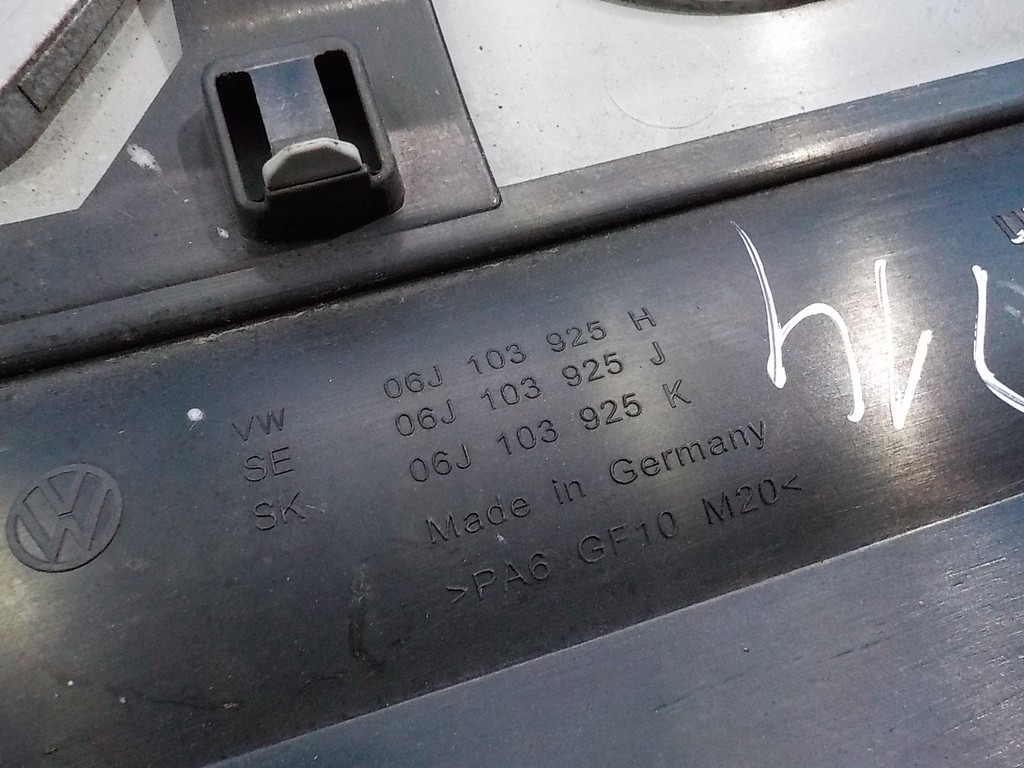 VW 06J 103 925 H
SE 06J 103 925 J
SK 06J 103 925 K
Made in Germany
>PA6 GF10 M20<